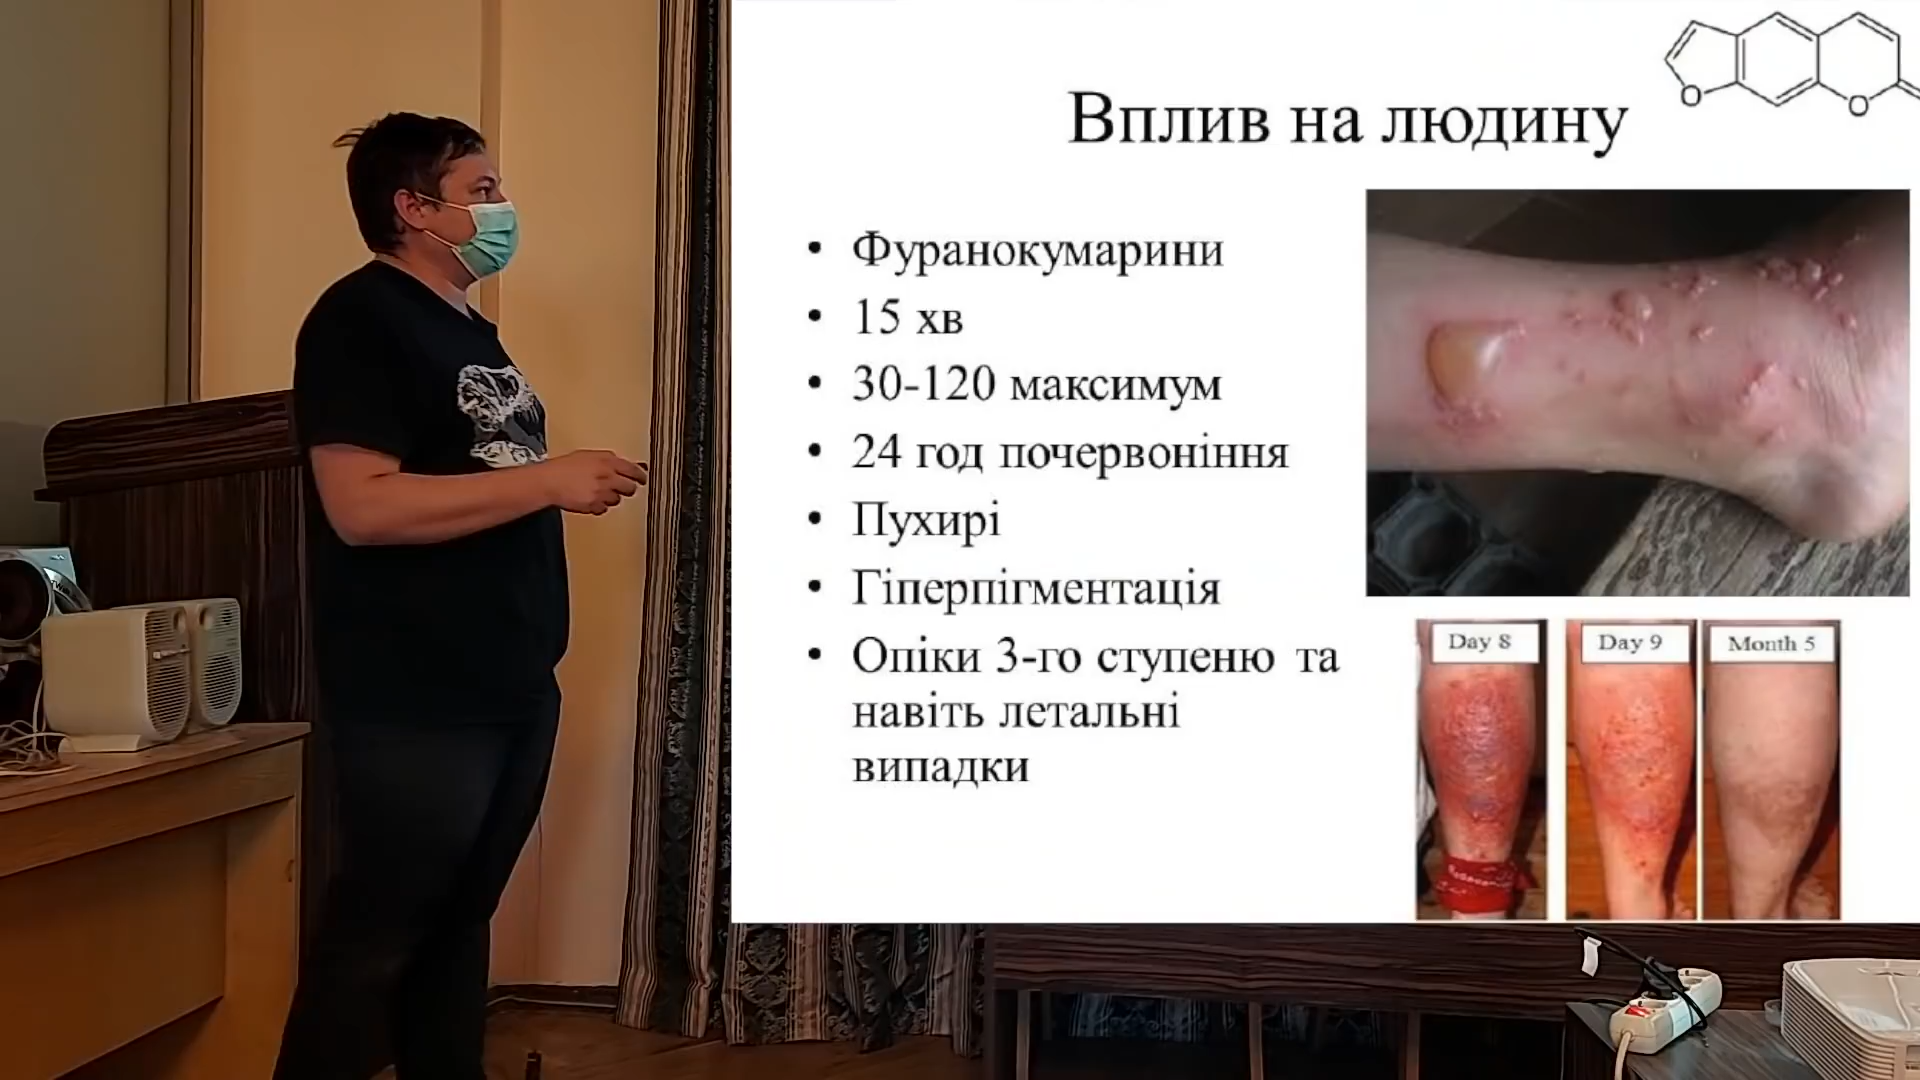 Вплив на людину
• Фуранокумарини
• 15 хв
• 30-120 максимум
• 24 год почервоніння
• Пухирі
• Гіперпігментація
• Опіки 3-го ступеню та
навіть летальні
випадки
O
O
Day 8
Day 9
Month 5